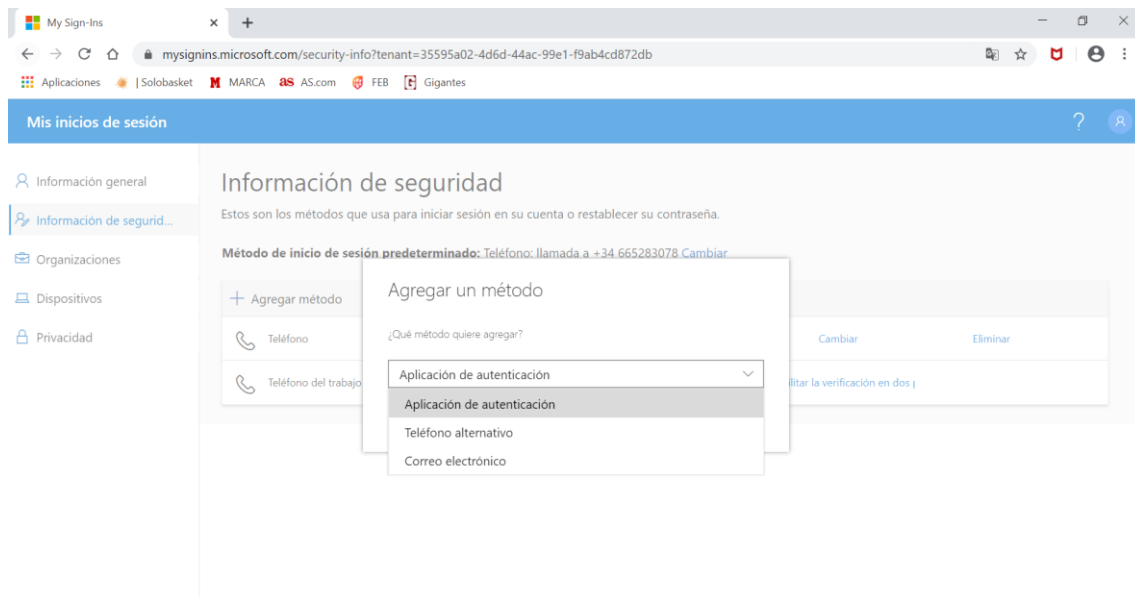 My Sign-Ins
mysignins.microsoft.com/security-info?tenant=35595a02-4d6d-44ac-99e1-f9ab4cd872db
Aplicaciones | Solobasket M MARCA as AS.com FEB Gigantes
Mis inicios de sesión ?
Información general
Información de segurid...
Organizaciones
Dispositivos
Privacidad
Información de seguridad
Estos son los métodos que usa para iniciar sesión en su cuenta o restablecer su contraseña.
Método de inicio de sesión predeterminado: Teléfono: llamada a +34 665283078 Cambiar
+ Agregar método
Teléfono Cambiar Eliminar
Teléfono del trabajo ilitar la verificación en dos p
Agregar un método
¿Qué método quiere agregar?
Aplicación de autenticación
Aplicación de autenticación
Teléfono alternativo
Correo electrónico